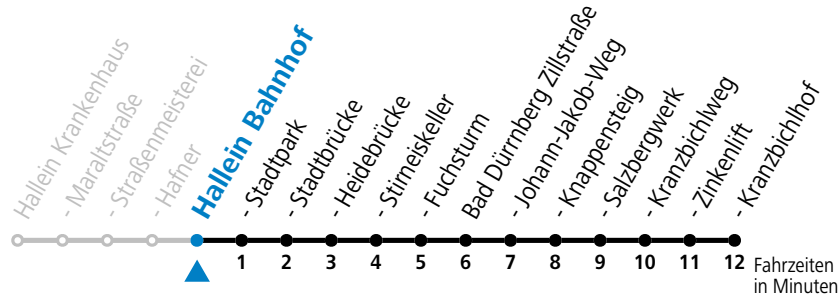 Hallein Krankenhaus
- Maraltstraße
- Straßenmeisterei
- Hafner
Hallein Bahnhof
- Stadtpark
- Stadtbrücke
- Heidebrücke
- Stirneiskeller
- Fuchsturm
Bad Dürrnberg Zillstraße
- Johann-Jakob-Weg
- Knappensteig
- Salzbergwerk
- Kranzbichlweg
- Zinkenlift
- Kranzbichlhof
1 2 3 4 5 6 7 8 9 10 11 12
Fahrzeiten
in Minuten